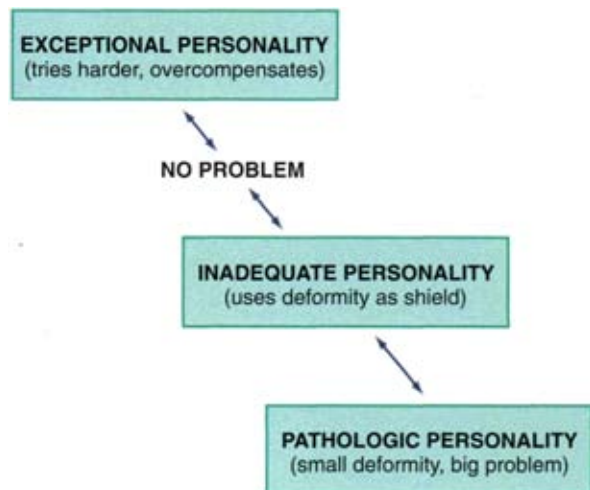 EXCEPTIONAL PERSONALITY
(tries harder, overcompensates)
NO PROBLEM
INADEQUATE PERSONALITY
(uses deformity as shield)
PATHOLOGIC PERSONALITY
(small deformity, big problem)